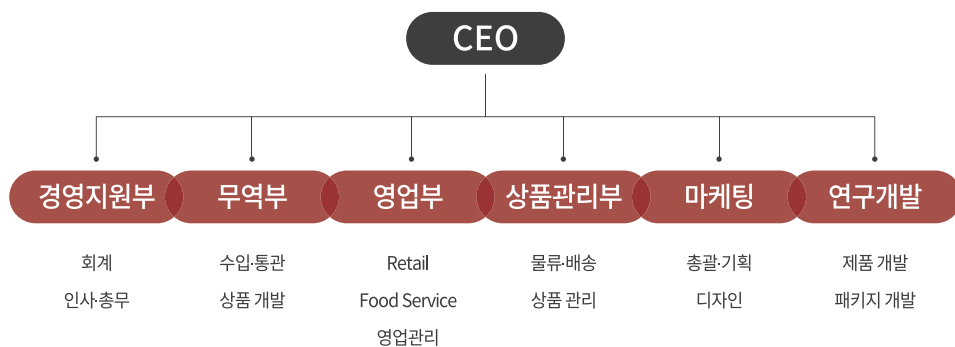 CEO
경영지원부
무역부
영업부
상품관리부
마케팅
연구개발
회계
수입·통관
Retail
물류·배송
총괄·기획
제품 개발
인사·총무
상품 개발
Food Service
상품 관리
디자인
패키지 개발
영업관리